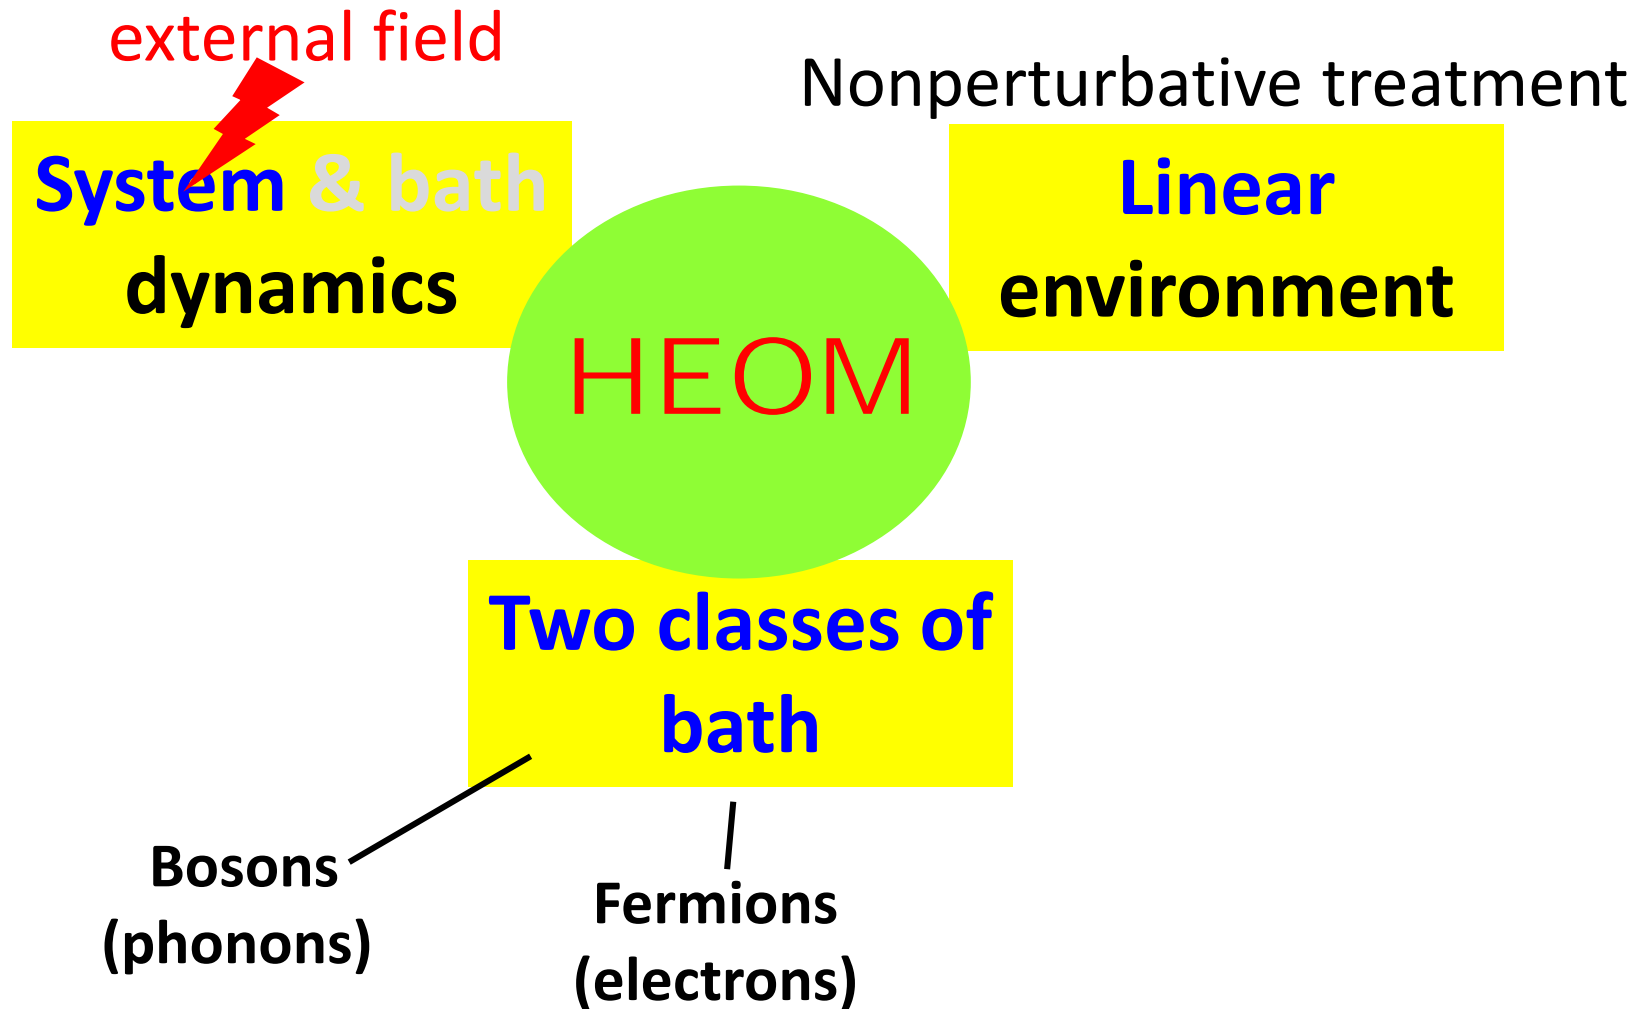 external field
Nonperturbative treatment
System & bath
dynamics
Linear
environment
HEOM
Two classes of
bath
Bosons
(phonons)
Fermions
(electrons)